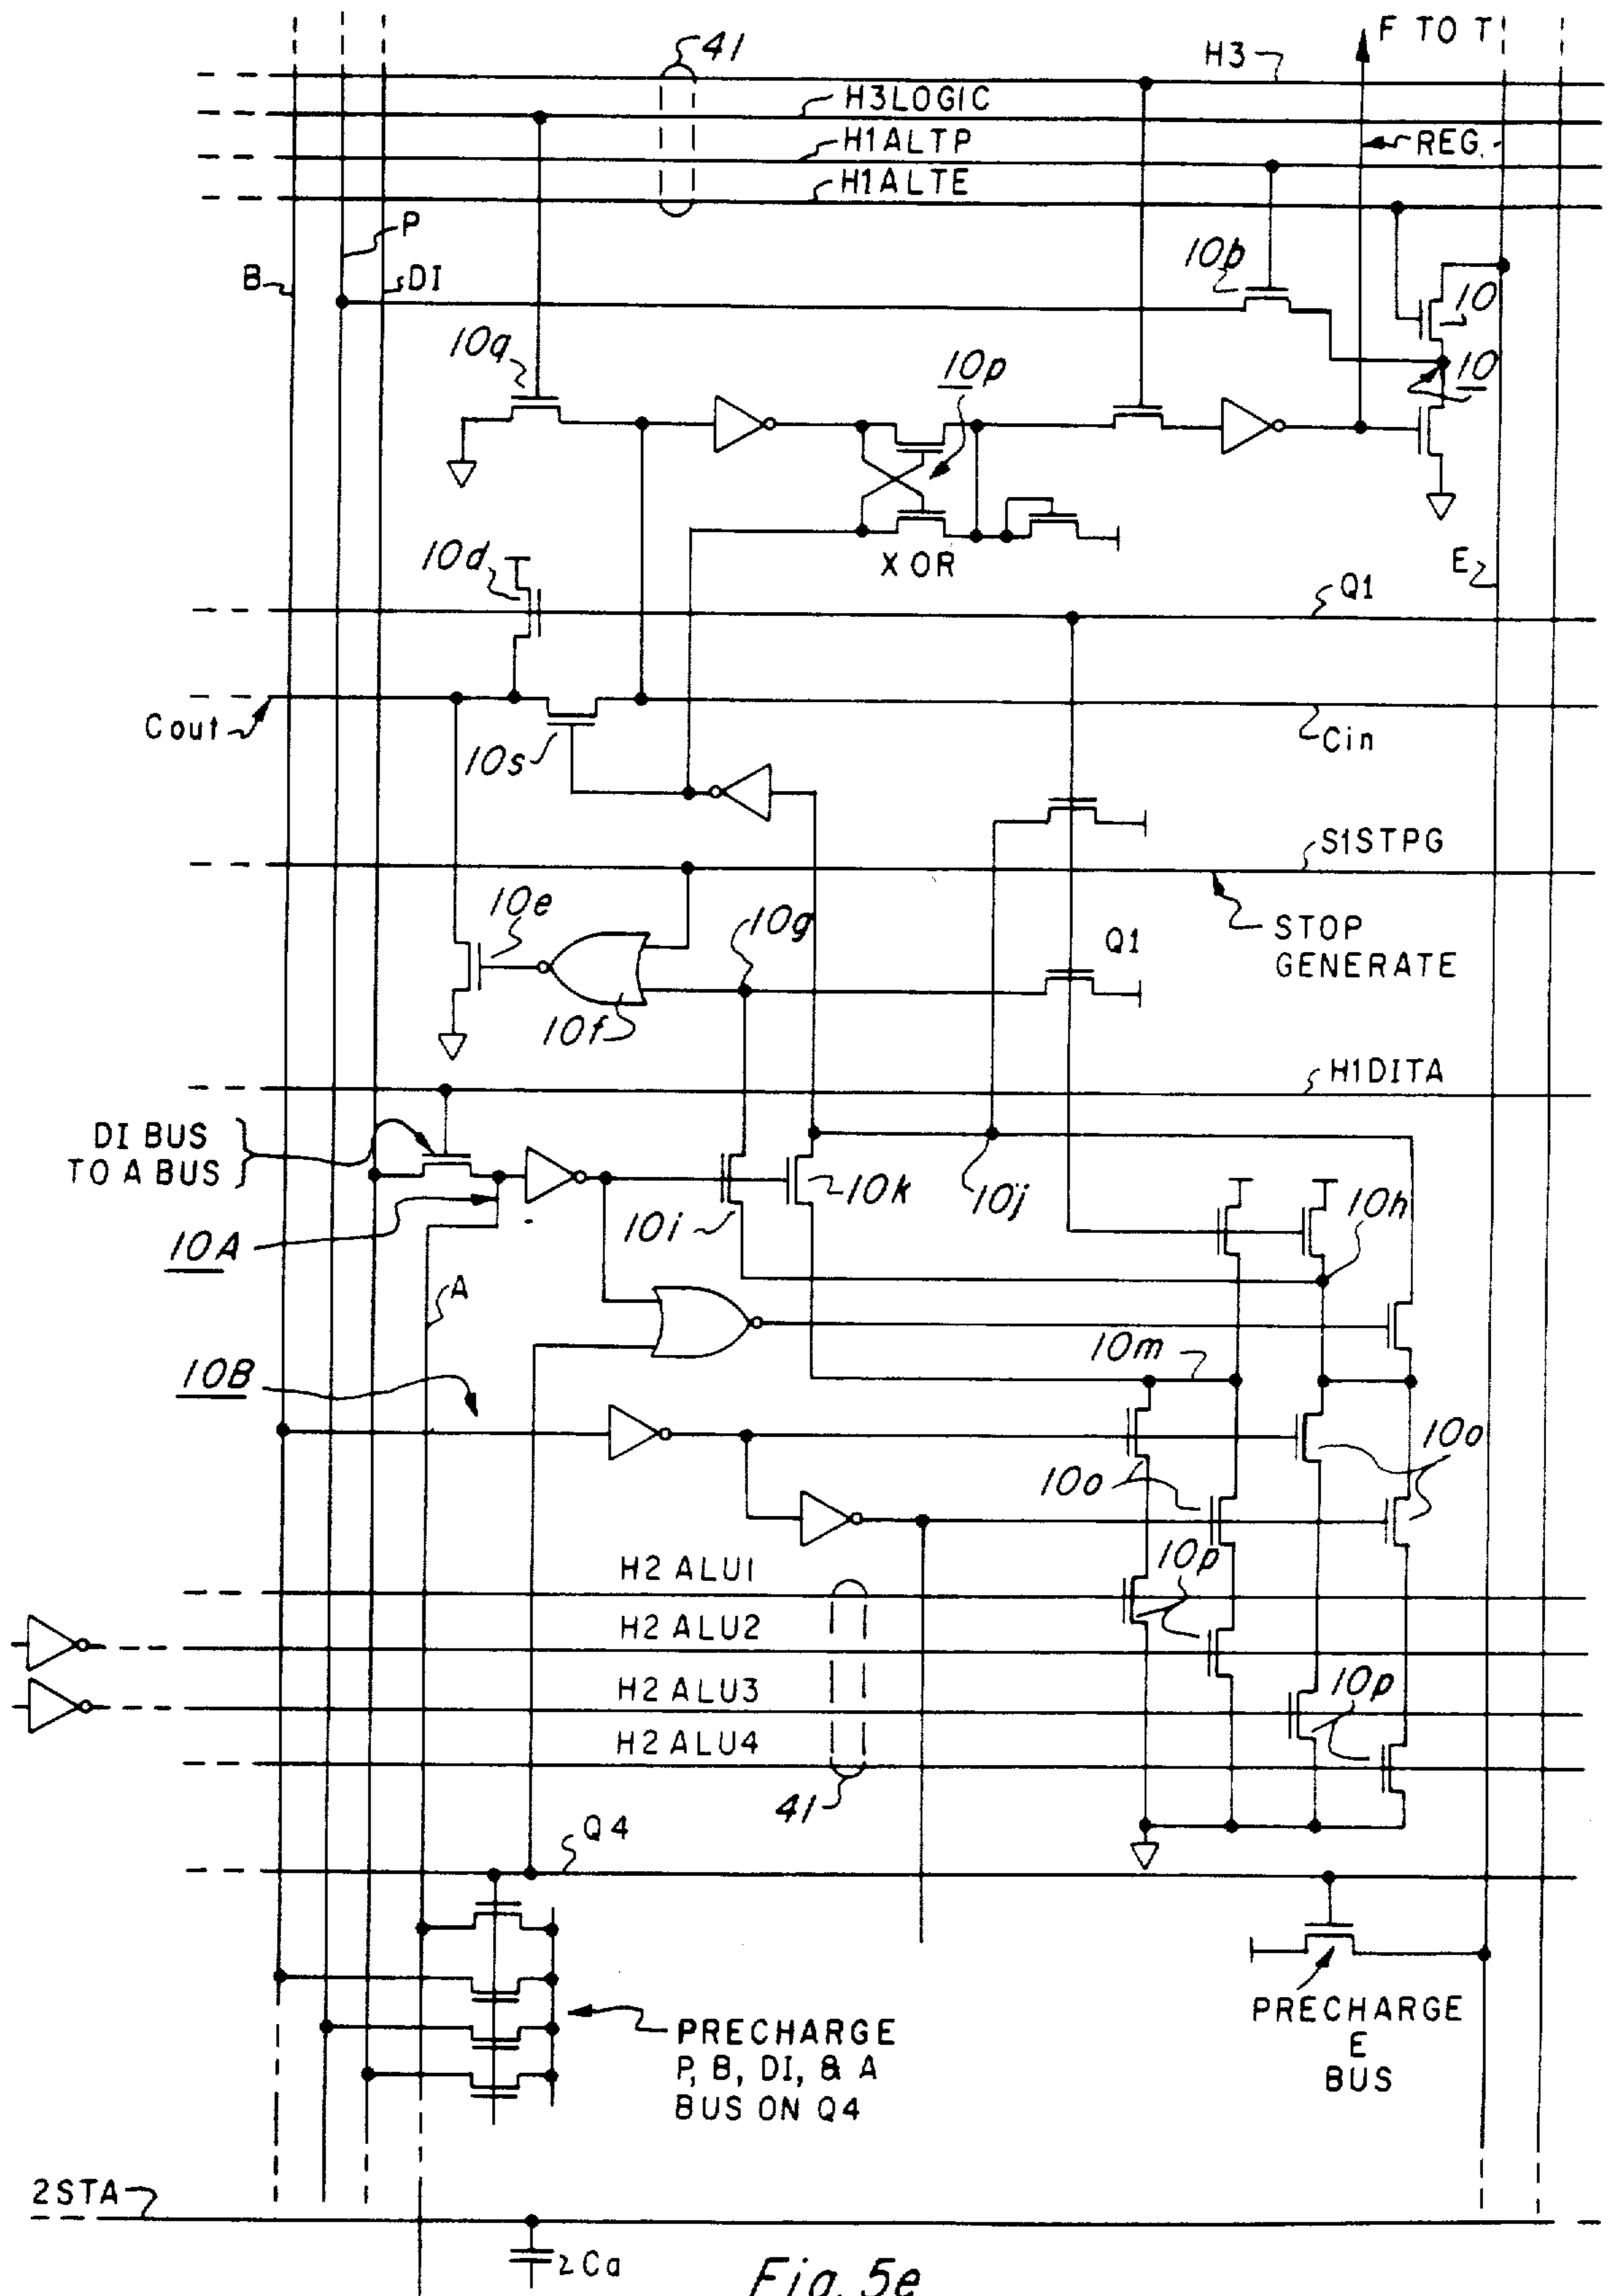 F TO T
41
H3
H3LOGIC
H1ALTP
REG.
H1ALTE
P
B
DI
10b
10
10q
10p
10
X OR
10d
E
Q1
Cout
10s
Cin
S1STPG
10e
10g
Q1
STOP
GENERATE
10f
H1DITA
DI BUS
TO A BUS
10k
10j
10h
10i
10A
A
10m
10B
10o
10o
10p
H2 ALU1
H2 ALU2
H2 ALU3
10p
H2 ALU4
41
Q4
PRECHARGE
P, B, DI, & A
BUS ON Q4
PRECHARGE
E
BUS
2STA
2Ca
Fig. 5e